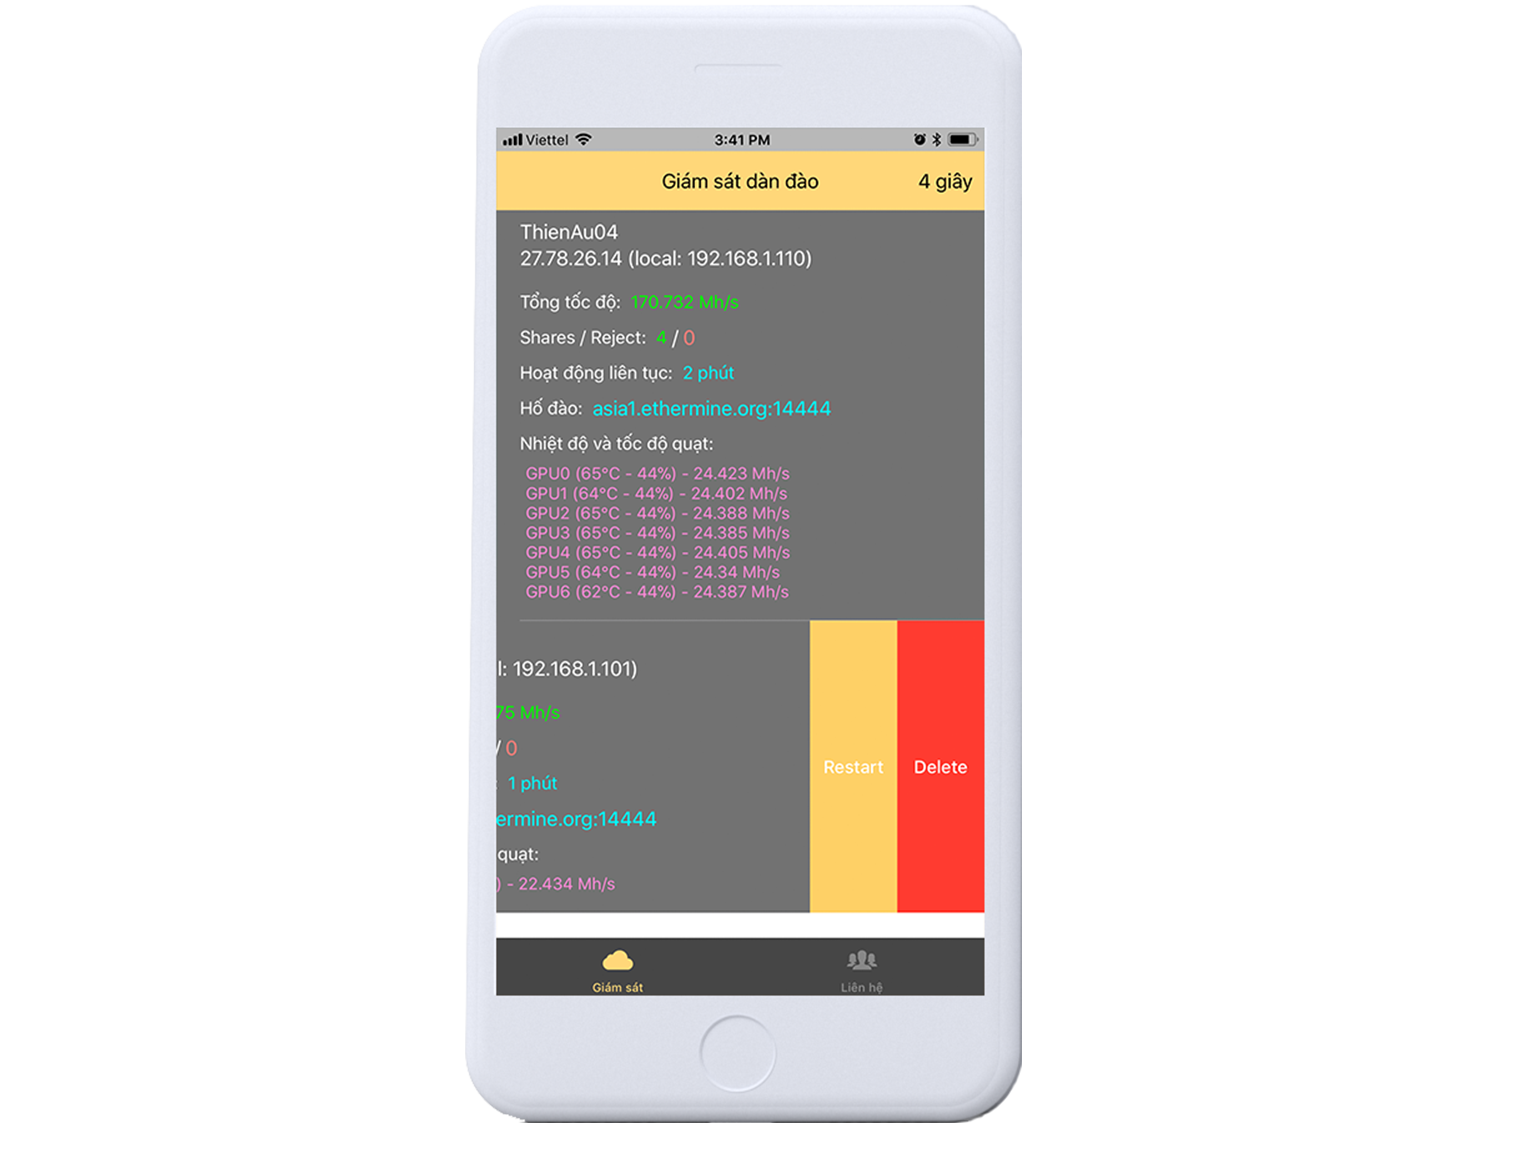 Viettel 3:41 PM
Giám sát dàn đào 4 giây
ThienAu04
27.78.26.14 (local: 192.168.1.110)
Tổng tốc độ: 170.732 Mh/s
Shares / Reject: 4 / 0
Hoạt động liên tục: 2 phút
Hố đào: asia1.ethermine.org:14444
Nhiệt độ và tốc độ quạt:
GPU0 (65°C - 44%) - 24.423 Mh/s
GPU1 (64°C - 44%) - 24.402 Mh/s
GPU2 (65°C - 44%) - 24.388 Mh/s
GPU3 (65°C - 44%) - 24.385 Mh/s
GPU4 (65°C - 44%) - 24.405 Mh/s
GPU5 (64°C - 44%) - 24.34 Mh/s
GPU6 (62°C - 44%) - 24.387 Mh/s
l: 192.168.1.101)
75 Mh/s
/ 0
: 1 phút
ermine.org:14444
quạt:
) - 22.434 Mh/s
Restart Delete
Giám sát Liên hệ